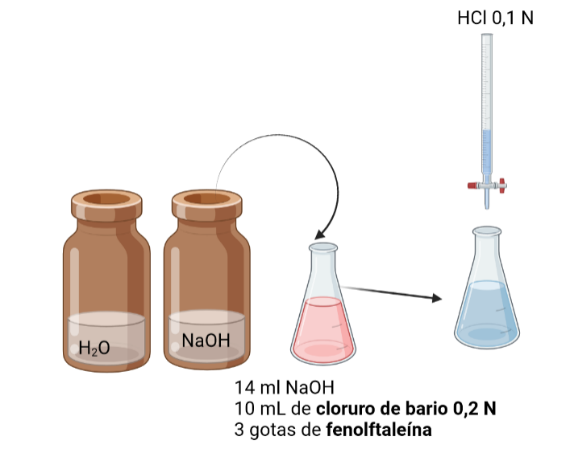 HCl 0,1 N
H₂O
NaOH
14 ml NaOH
10 mL de cloruro de bario 0,2 N
3 gotas de fenolftaleína